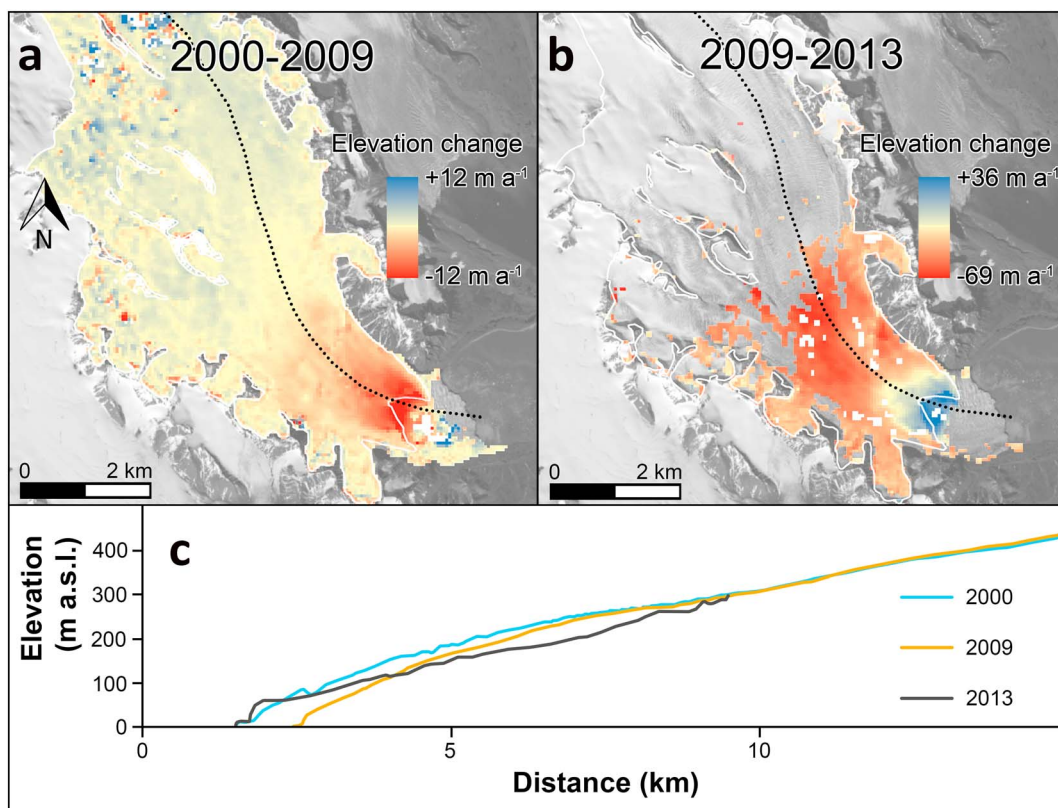 a
2000-2009
Elevation change
+12 m a⁻¹
-12 m a⁻¹
N
0 2 km
b
2009-2013
Elevation change
+36 m a⁻¹
-69 m a⁻¹
0 2 km
c
Elevation
(m a.s.l.)
400
300
200
100
0
2000
2009
2013
0 5 10
Distance (km)